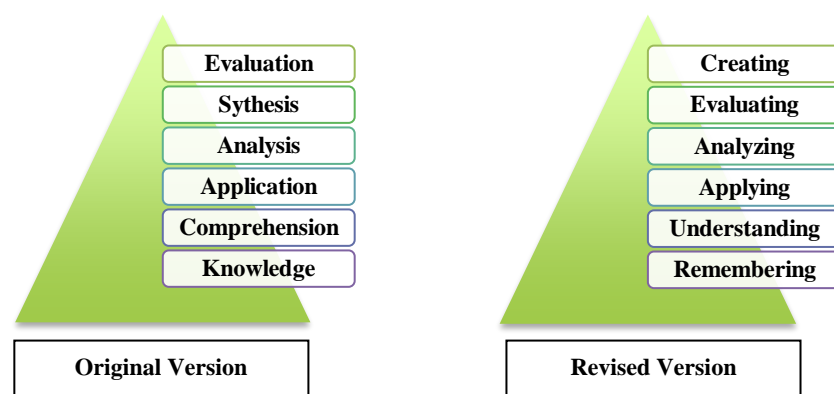 Evaluation
Sythesis
Analysis
Application
Comprehension
Knowledge
Original Version
Creating
Evaluating
Analyzing
Applying
Understanding
Remembering
Revised Version